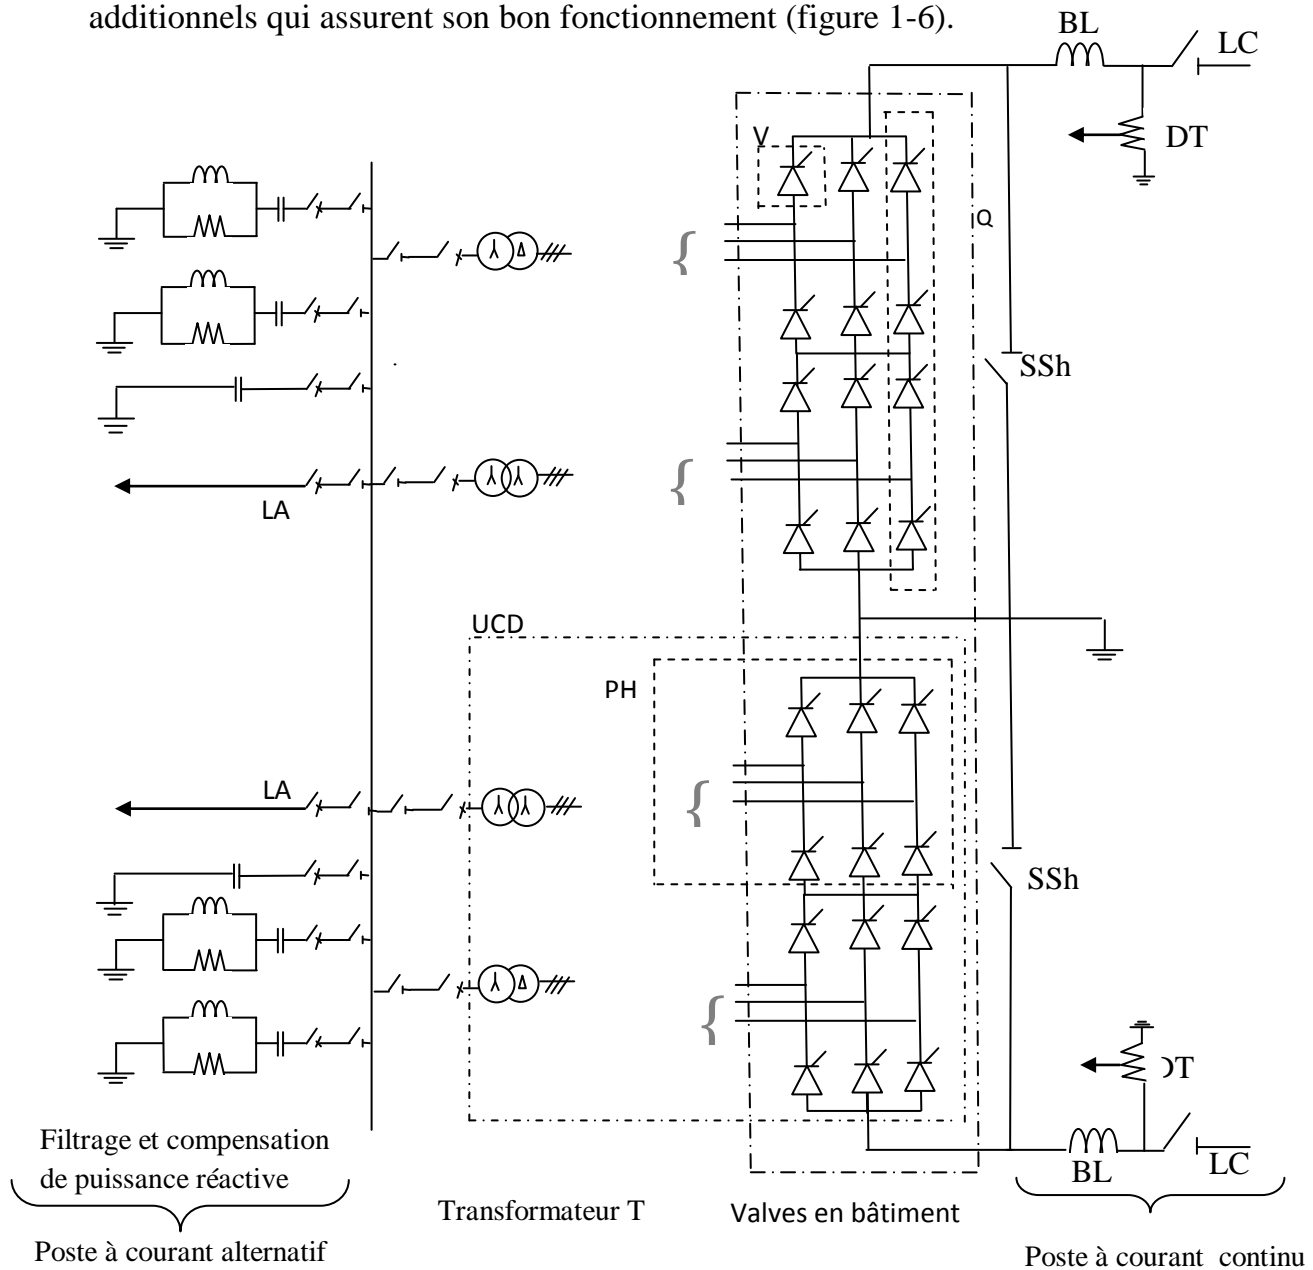 additionnels qui assurent son bon fonctionnement (figure 1-6).
BL
LC
DT
V
Q
SSh
LA
UCD
PH
LA
SSh
DT
BL
LC
Filtrage et compensation
de puissance réactive
Transformateur T
Valves en bâtiment
Poste à courant alternatif
Poste à courant continu